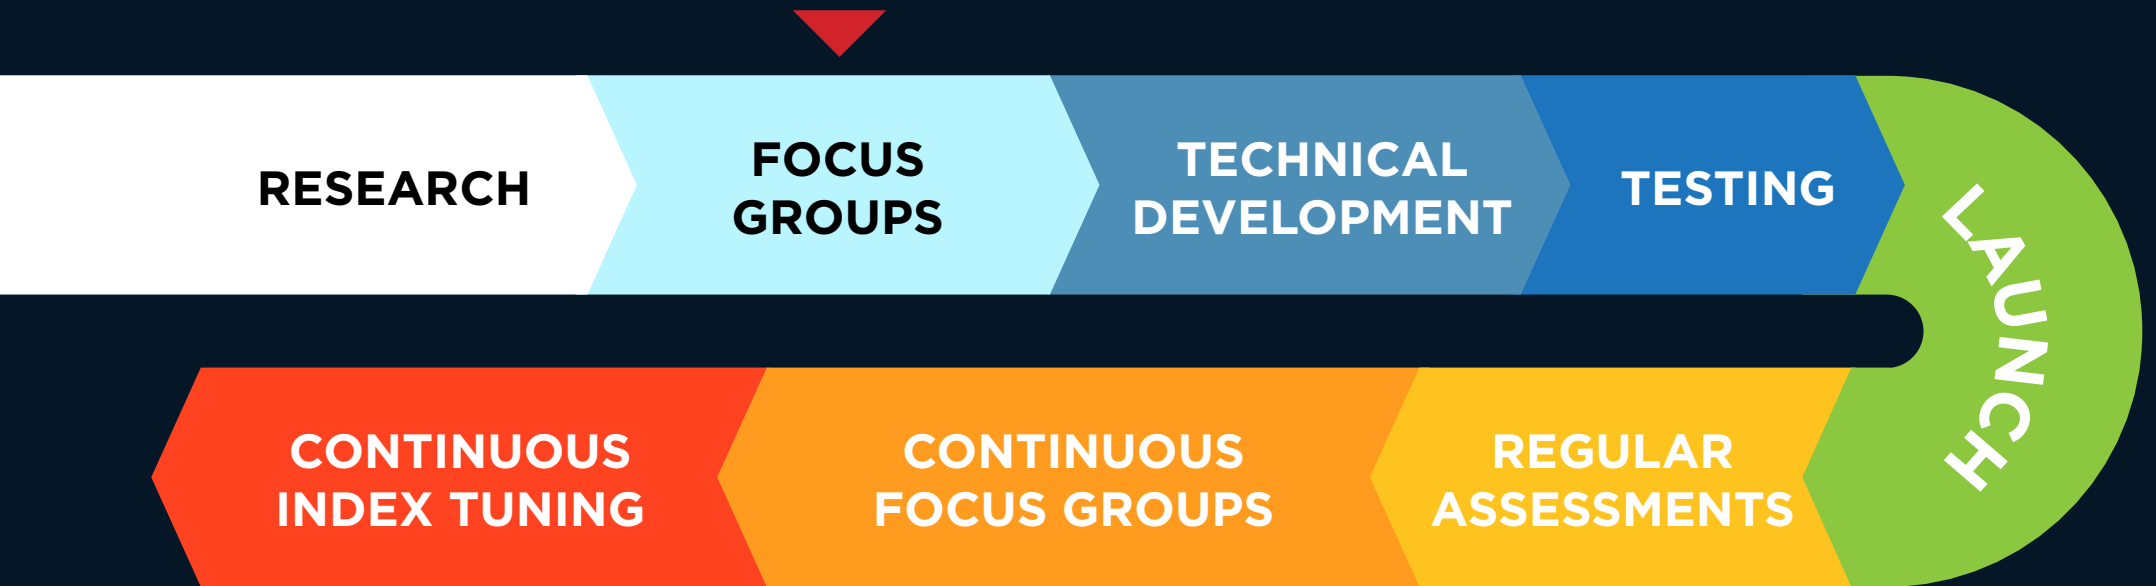 RESEARCH
FOCUS
GROUPS
TECHNICAL
DEVELOPMENT
TESTING
LAUNCH
REGULAR
ASSESSMENTS
CONTINUOUS
FOCUS GROUPS
CONTINUOUS
INDEX TUNING